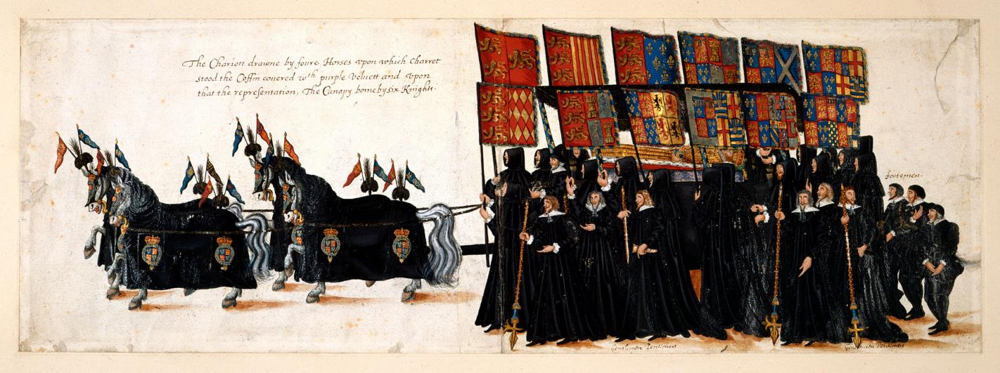 The Chariott drawne by foure Horses vpon which Charret
stood the Coffin couered wth purple Veluett and vpon
that the representation, The Canapy borne by six Knights.
footemen.
Gentlemen Pentioners
Gentlemen Pentioners